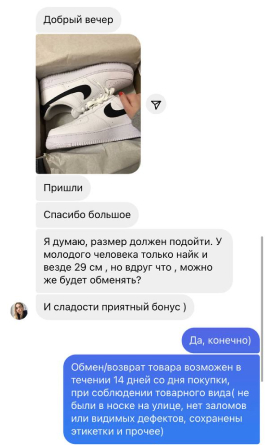 Добрый вечер
Пришли
Спасибо большое
Я думаю, размер должен подойти. У
молодого человека только найк и
везде 29 см , но вдруг что , можно
же будет обменять?
И сладости приятный бонус )
Да, конечно)
Обмен/возврат товара возможен в
течении 14 дней со дня покупки,
при соблюдении товарного вида( не
были в носке на улице, нет заломов
или видимых дефектов, сохранены
этикетки и прочее)